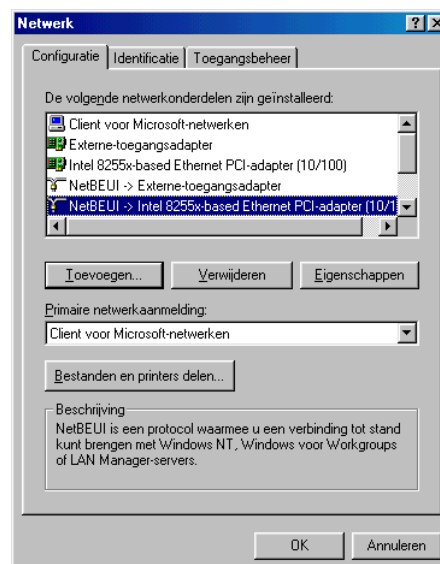 Netwerk
Configuratie Identificatie Toegangsbeheer
De volgende netwerkonderdelen zijn geïnstalleerd:
Client voor Microsoft-netwerken
Externe-toegangsadapter
Intel 8255x-based Ethernet PCI-adapter (10/100)
NetBEUI -> Externe-toegangsadapter
NetBEUI -> Intel 8255x-based Ethernet PCI-adapter (10/1
Toevoegen... Verwijderen Eigenschappen
Primaire netwerkaanmelding:
Client voor Microsoft-netwerken
Bestanden en printers delen...
Beschrijving
NetBEUI is een protocol waarmee u een verbinding tot stand
kunt brengen met Windows NT, Windows voor Workgroups
of LAN Manager-servers.
OK Annuleren